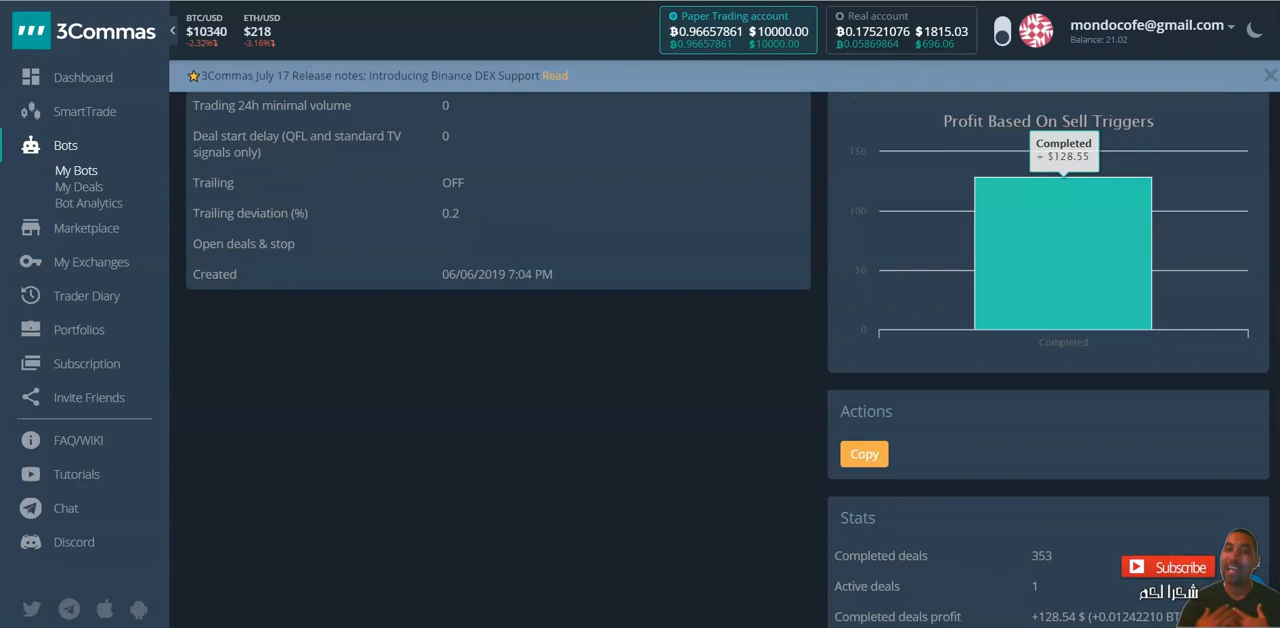 3Commas
BTC/USD
$10340
-2.32%
ETH/USD
$218
-3.16%
Paper Trading account
₿0.96657861 $10000.00
₿0.96657861 $10000.00
Real account
₿0.17521076 $1815.03
₿0.05869864 $696.06
mondocofe@gmail.com
Balance: 21.02
3Commas July 17 Release notes: Introducing Binance DEX Support Read
Dashboard
SmartTrade
Bots
My Bots
My Deals
Bot Analytics
Marketplace
My Exchanges
Trader Diary
Portfolios
Subscription
Invite Friends
FAQ/WIKI
Tutorials
Chat
Discord
Trading 24h minimal volume 0
Deal start delay (QFL and standard TV 0
signals only)
Trailing OFF
Trailing deviation (%) 0.2
Open deals & stop
Created 06/06/2019 7:04 PM
Profit Based On Sell Triggers
Completed
+ $128.55
150
100
50
0
Completed
Actions
Copy
Stats
Completed deals 353
Active deals 1
Completed deals profit +128.54 $ (+0.01242210 BT
Subscribe
شكرا لكم